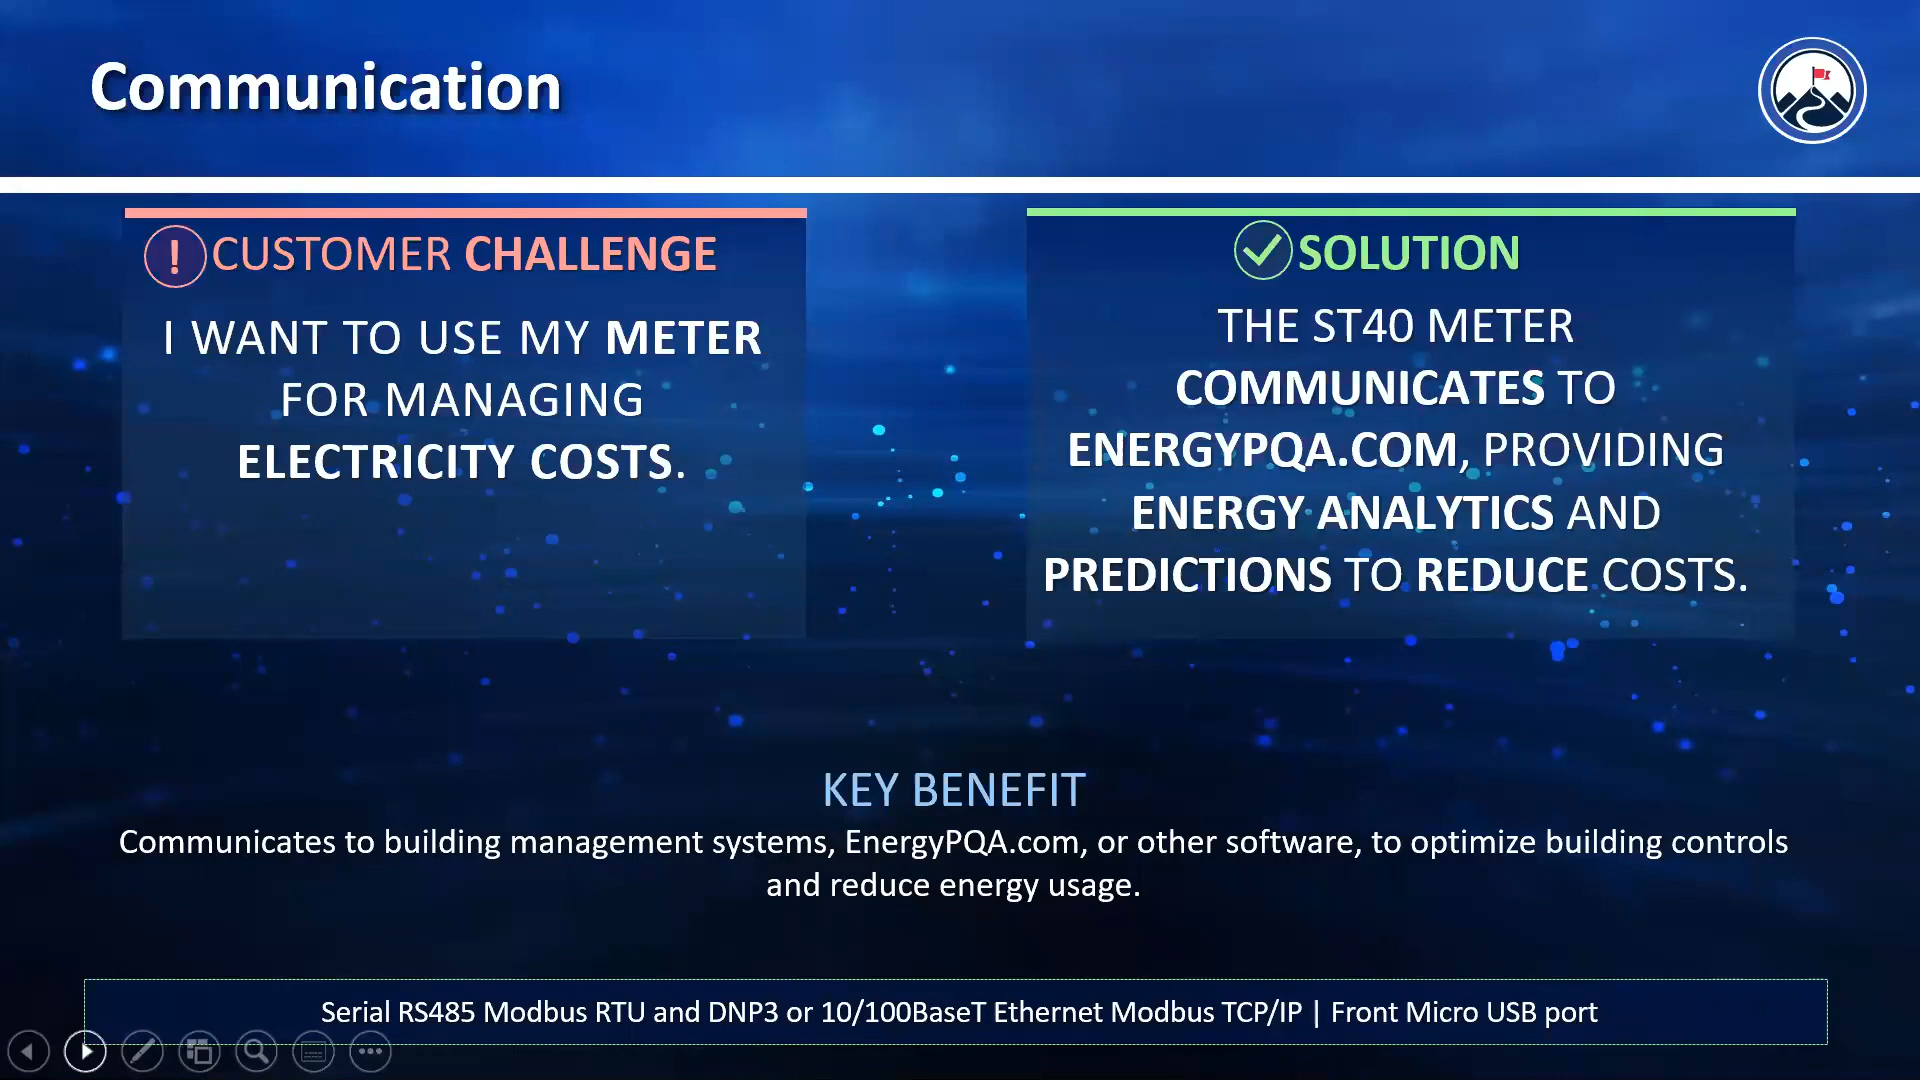 Communication
! CUSTOMER CHALLENGE
I WANT TO USE MY METER
FOR MANAGING
ELECTRICITY COSTS.
SOLUTION
THE ST40 METER
COMMUNICATES TO
ENERGYPQA.COM, PROVIDING
ENERGY ANALYTICS AND
PREDICTIONS TO REDUCE COSTS.
KEY BENEFIT
Communicates to building management systems, EnergyPQA.com, or other software, to optimize building controls
and reduce energy usage.
Serial RS485 Modbus RTU and DNP3 or 10/100BaseT Ethernet Modbus TCP/IP | Front Micro USB port